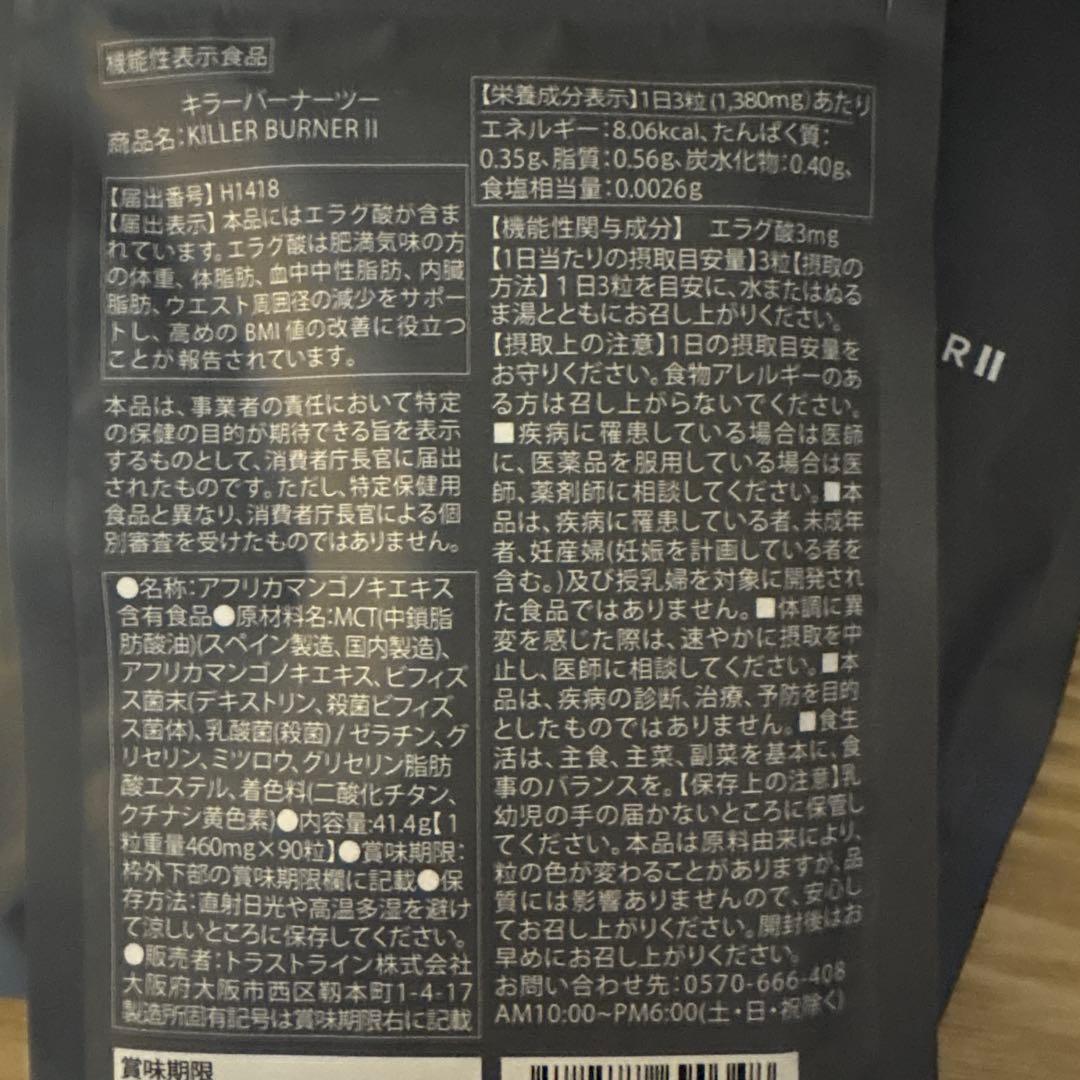 機能性表示食品
キラーバーナーツー
商品名:KILLER BURNER II
【届出番号】H1418
【届出表示】本品にはエラグ酸が含ま
れています。エラグ酸は肥満気味の方
の体重、体脂肪、血中中性脂肪、内臓
脂肪、ウエスト周囲径の減少をサポー
トし、高めのBMI値の改善に役立つ
ことが報告されています。
本品は、事業者の責任において特定
の保健の目的が期待できる旨を表示
するものとして、消費者庁長官に届出
されたものです。ただし、特定保健用
食品と異なり、消費者庁長官による個
別審査を受けたものではありません。
●名称:アフリカマンゴノキエキス
含有食品●原材料名:MCT(中鎖脂
肪酸油)(スペイン製造、国内製造)、
アフリカマンゴノキエキス、ビフィズ
ス菌末(デキストリン、殺菌ビフィズ
ス菌体)、乳酸菌(殺菌)/ゼラチン、グ
リセリン、ミツロウ、グリセリン脂肪
酸エステル、着色料(二酸化チタン、
クチナシ黄色素)●内容量:41.4g【1
粒重量460mg×90粒】●賞味期限:
枠外下部の賞味期限欄に記載●保
存方法:直射日光や高温多湿を避け
て涼しいところに保存してください。
●販売者:トラストライン株式会社
大阪府大阪市西区靱本町1-4-17
製造所固有記号は賞味期限右に記載
賞味期限
【栄養成分表示】1日3粒(1,380mg)あたり
エネルギー:8.06kcal、たんぱく質:
0.35g、脂質:0.56g、炭水化物:0.40g、
食塩相当量:0.0026g
【機能性関与成分】 エラグ酸3mg
【1日当たりの摂取目安量】3粒【摂取の
方法】1日3粒を目安に、水またはぬる
ま湯とともにお召し上がりください。
【摂取上の注意】1日の摂取目安量を
お守りください。食物アレルギーのあ
る方は召し上がらないでください。
■疾病に罹患している場合は医師
に、医薬品を服用している場合は医
師、薬剤師に相談してください。■本
品は、疾病に罹患している者、未成年
者、妊産婦(妊娠を計画している者を
含む。)及び授乳婦を対象に開発され
た食品ではありません。■体調に異
変を感じた際は、速やかに摂取を中
止し、医師に相談してください。■本
品は、疾病の診断、治療、予防を目的
としたものではありません。■食生
活は、主食、主菜、副菜を基本に、食
事のバランスを。【保存上の注意】乳
幼児の手の届かないところに保管し
てください。本品は原料由来により、
粒の色が変わることがありますが、品
質には影響ありませんので、安心し
てお召し上がりください。開封後はお
早めにお召し上がりください。
お問い合わせ先:0570-666-408
AM10:00~PM6:00(土・日・祝除く)
R II